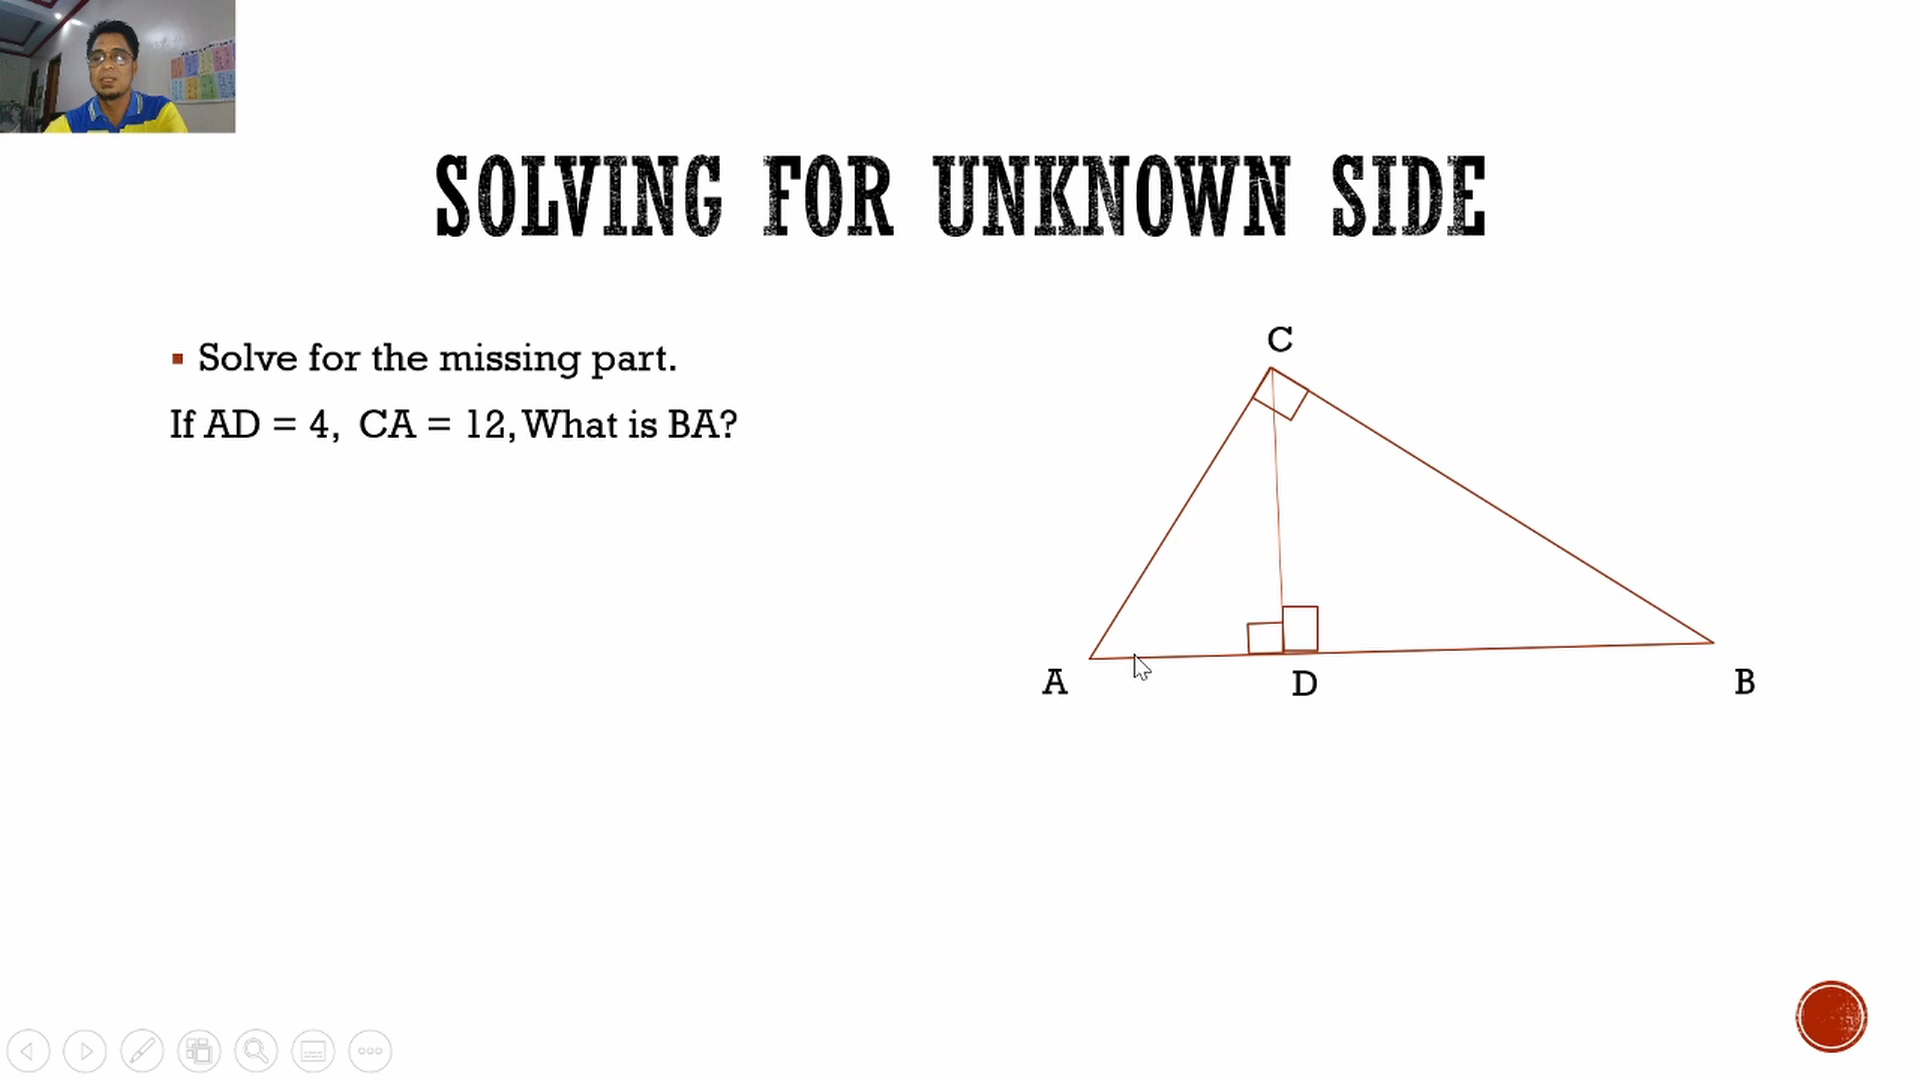 SOLVING FOR UNKNOWN SIDE
▪ Solve for the missing part.
If AD = 4, CA = 12, What is BA?
C
A
D
B